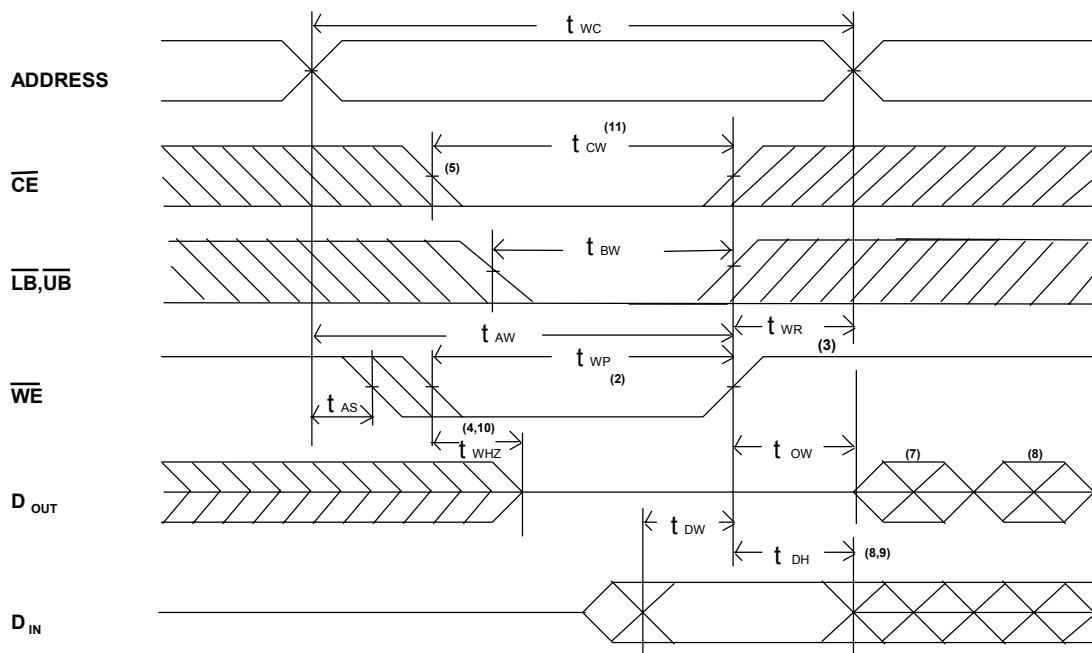 t WC
ADDRESS
t CW (11)
(5)
CE
t BW
LB,UB
t AW
t WR
(3)
t WP
(2)
WE
t AS
(4,10)
t WHZ
t OW
(7)
(8)
D OUT
t DW
t DH
(8,9)
D IN